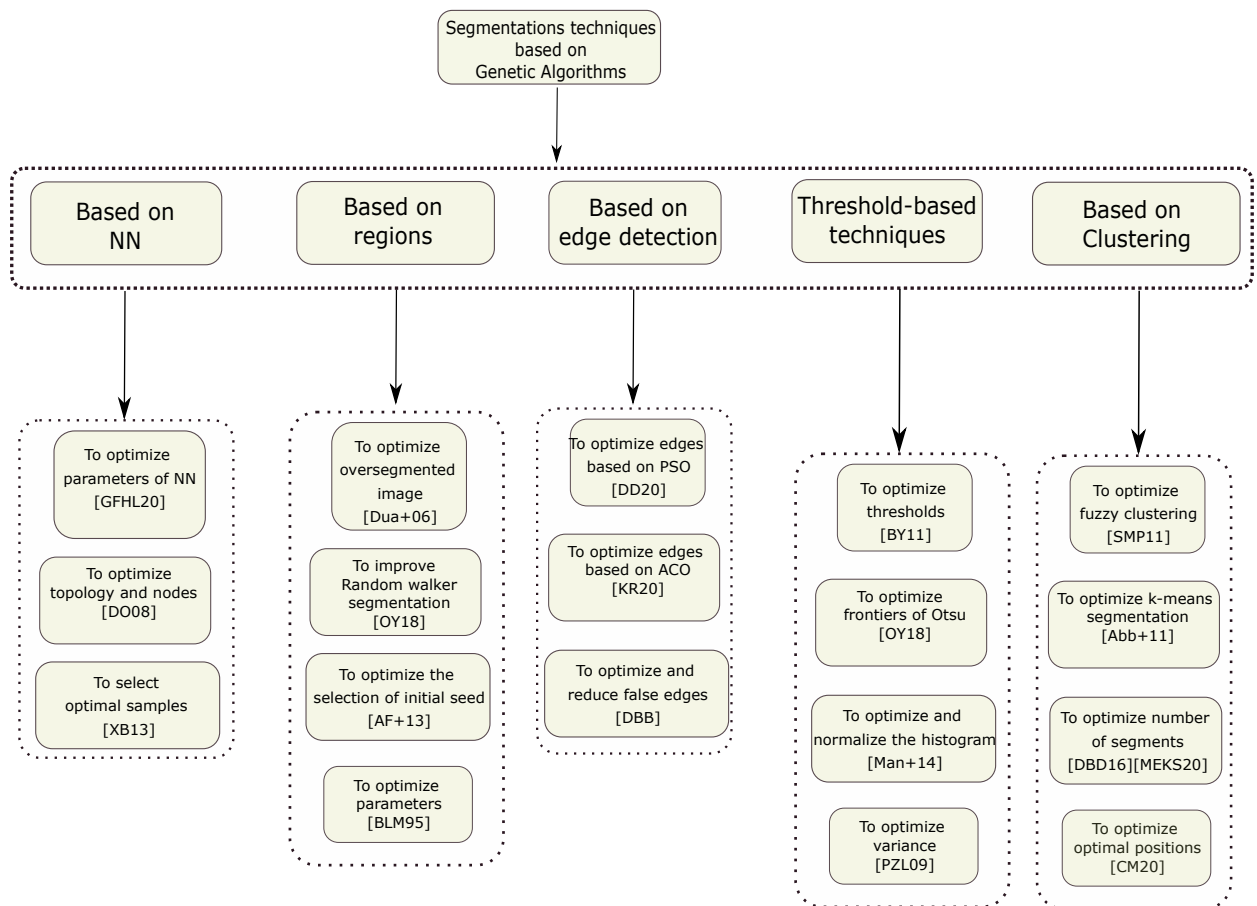 Segmentations techniques
based on
Genetic Algorithms
Based on
NN
Based on
regions
Based on
edge detection
Threshold-based
techniques
Based on
Clustering
To optimize
parameters of NN
[GFHL20]
To optimize
topology and nodes
[DO08]
To select
optimal samples
[XB13]
To optimize
oversegmented
image
[Dua+06]
To improve
Random walker
segmentation
[OY18]
To optimize the
selection of initial seed
[AF+13]
To optimize
parameters
[BLM95]
To optimize edges
based on PSO
[DD20]
To optimize edges
based on ACO
[KR20]
To optimize and
reduce false edges
[DBB]
To optimize
thresholds
[BY11]
To optimize
frontiers of Otsu
[OY18]
To optimize and
normalize the histogram
[Man+14]
To optimize
variance
[PZL09]
To optimize
fuzzy clustering
[SMP11]
To optimize k-means
segmentation
[Abb+11]
To optimize number
of segments
[DBD16][MEKS20]
To optimize
optimal positions
[CM20]